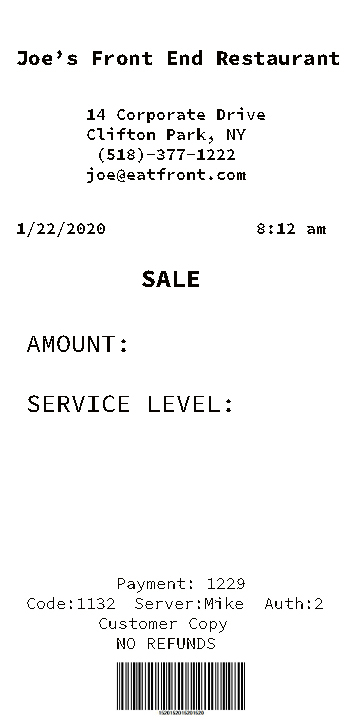 Joe’s Front End Restaurant
14 Corporate Drive
Clifton Park, NY
(518)-377-1222
joe@eatfront.com
1/22/2020 8:12 am
SALE
AMOUNT:
SERVICE LEVEL:
Payment: 1229
Code:1132 Server:Mike Auth:2
Customer Copy
NO REFUNDS